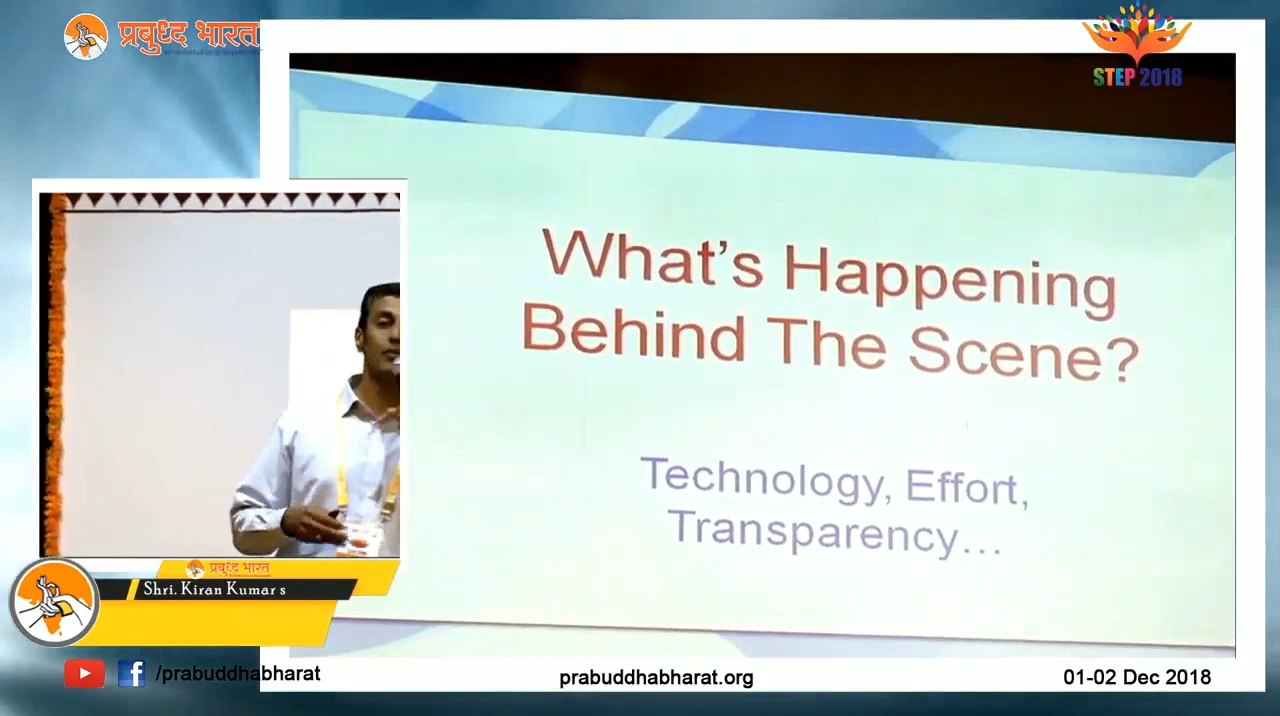 प्रबुध्द भारत
STEP 2018
What's Happening
Behind The Scene?
Technology, Effort,
Transparency...
प्रबुध्द भारत
Shri. Kiran Kumar s
/prabuddhabharat
prabuddhabharat.org
01-02 Dec 2018